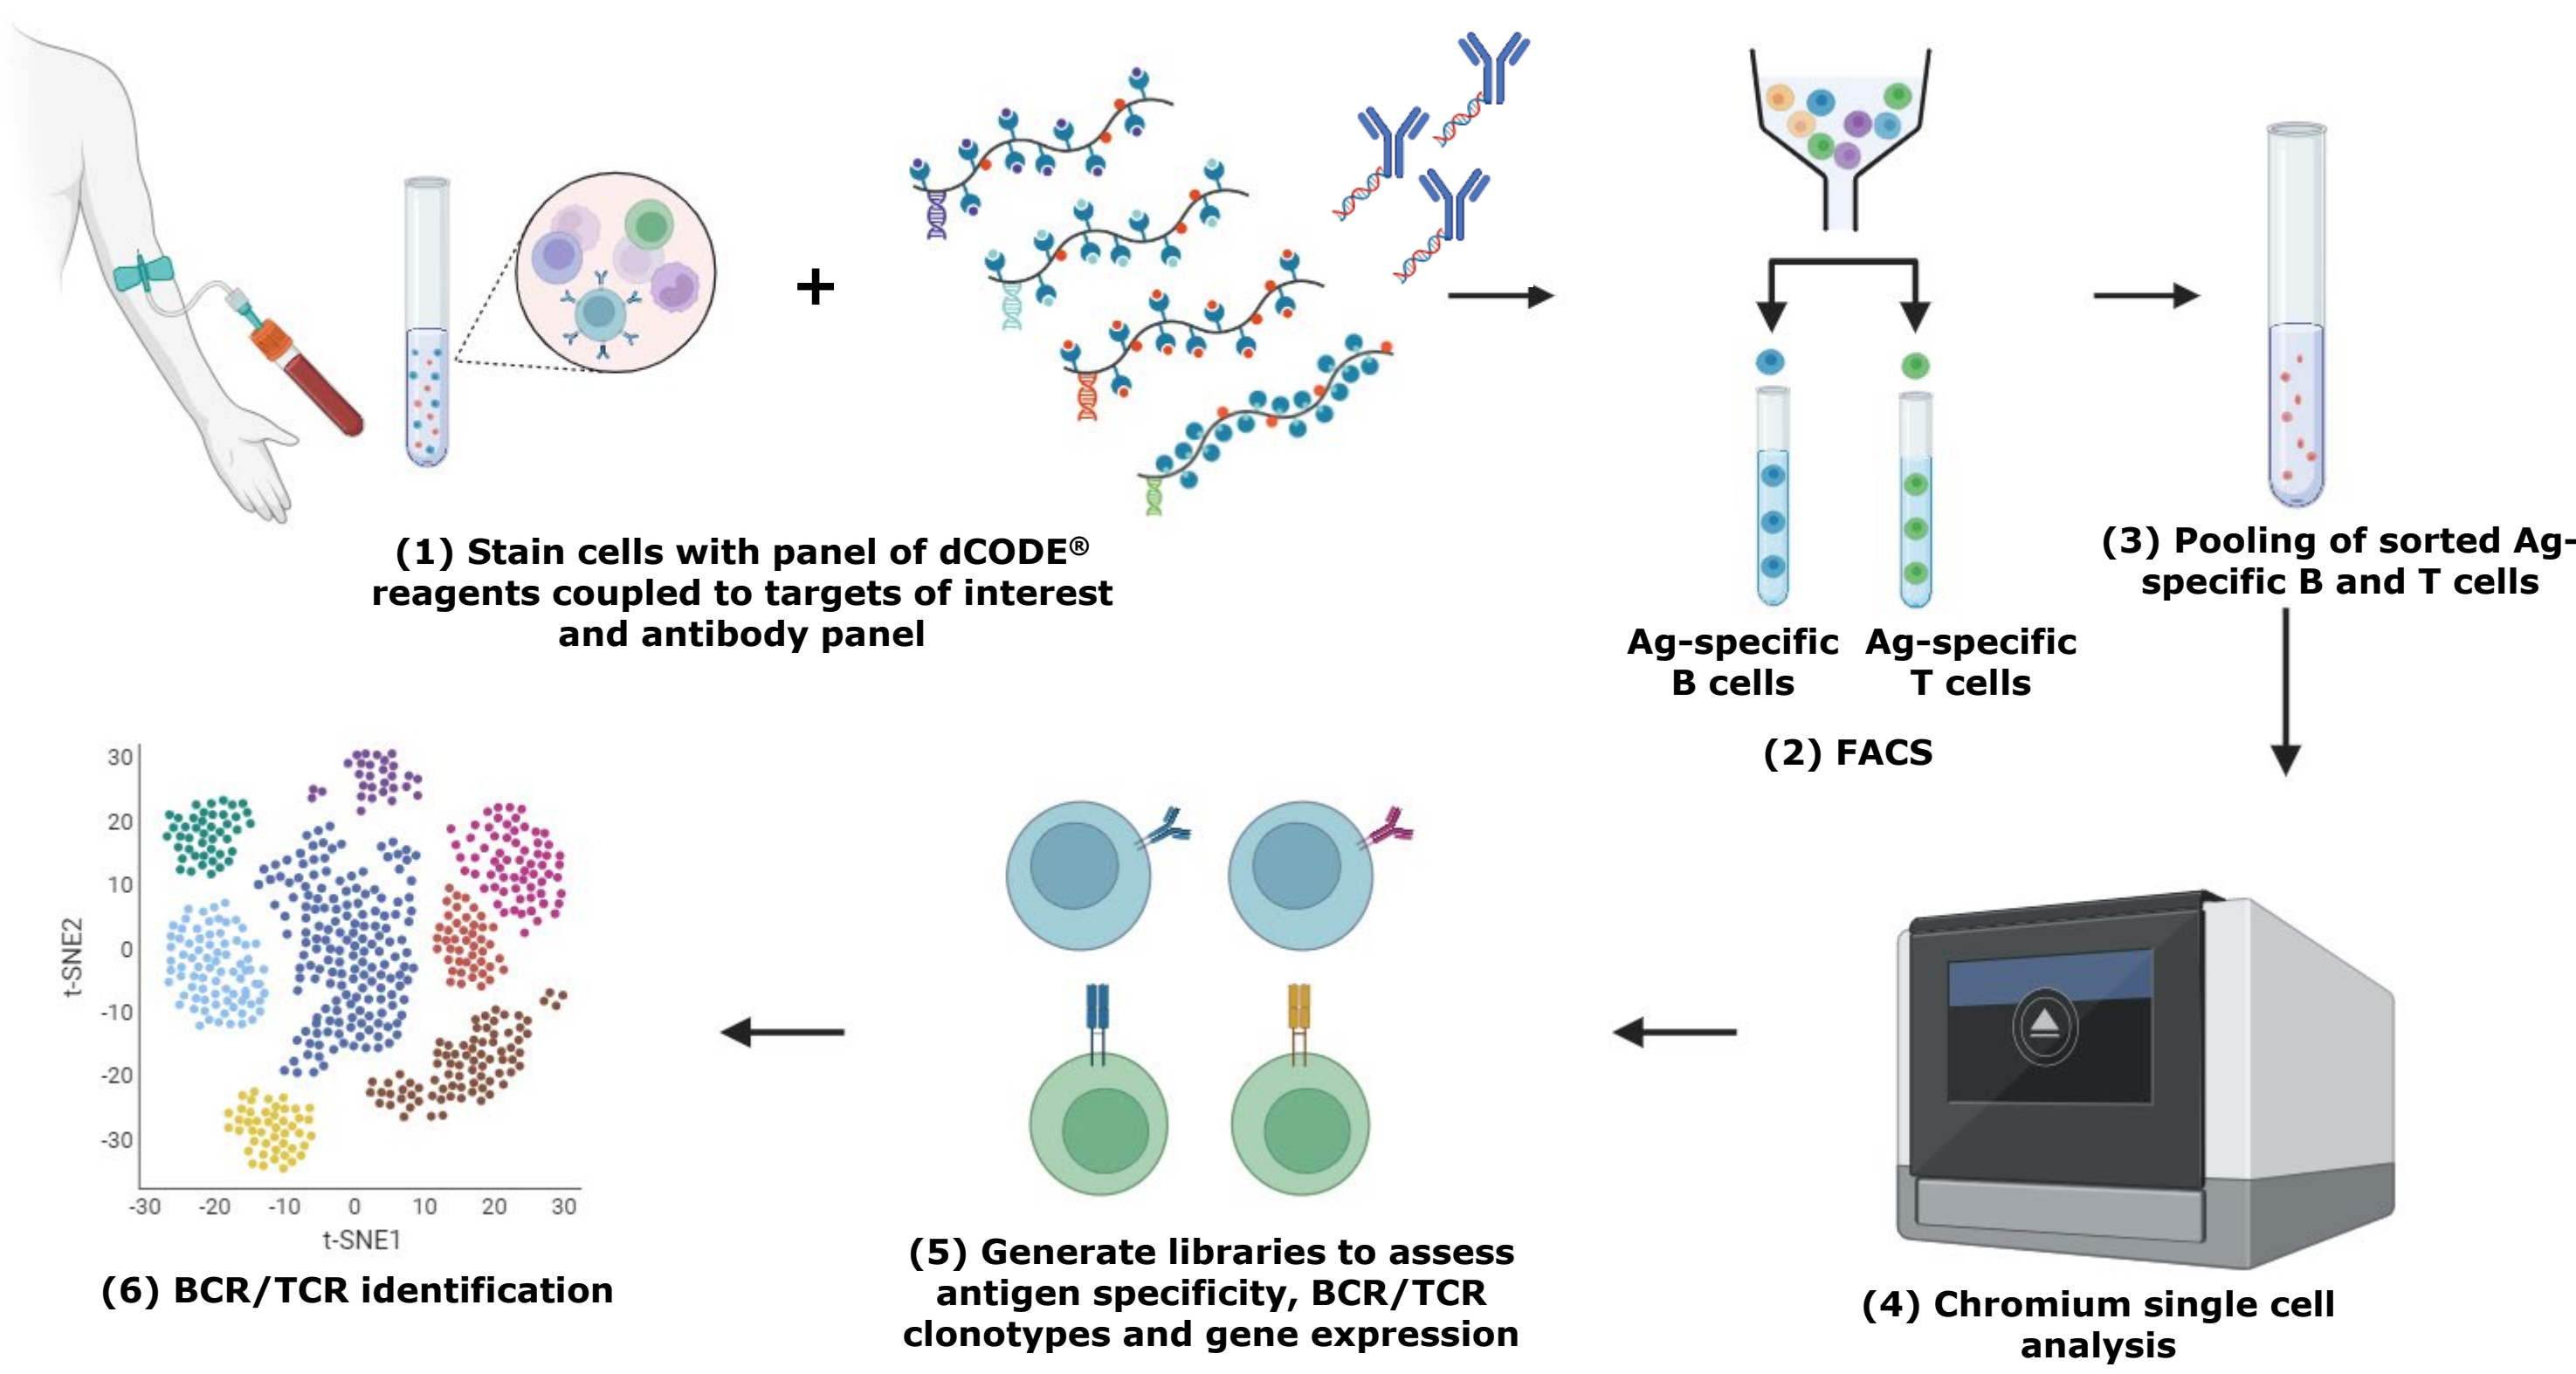 (1) Stain cells with panel of dCODE®
reagents coupled to targets of interest
and antibody panel
Ag-specific
B cells
Ag-specific
T cells
(2) FACS
(3) Pooling of sorted Ag-
specific B and T cells
(4) Chromium single cell
analysis
(5) Generate libraries to assess
antigen specificity, BCR/TCR
clonotypes and gene expression
30
20
10
0
-10
-20
-30
t-SNE2
-30 -20 -10 0 10 20 30
t-SNE1
(6) BCR/TCR identification